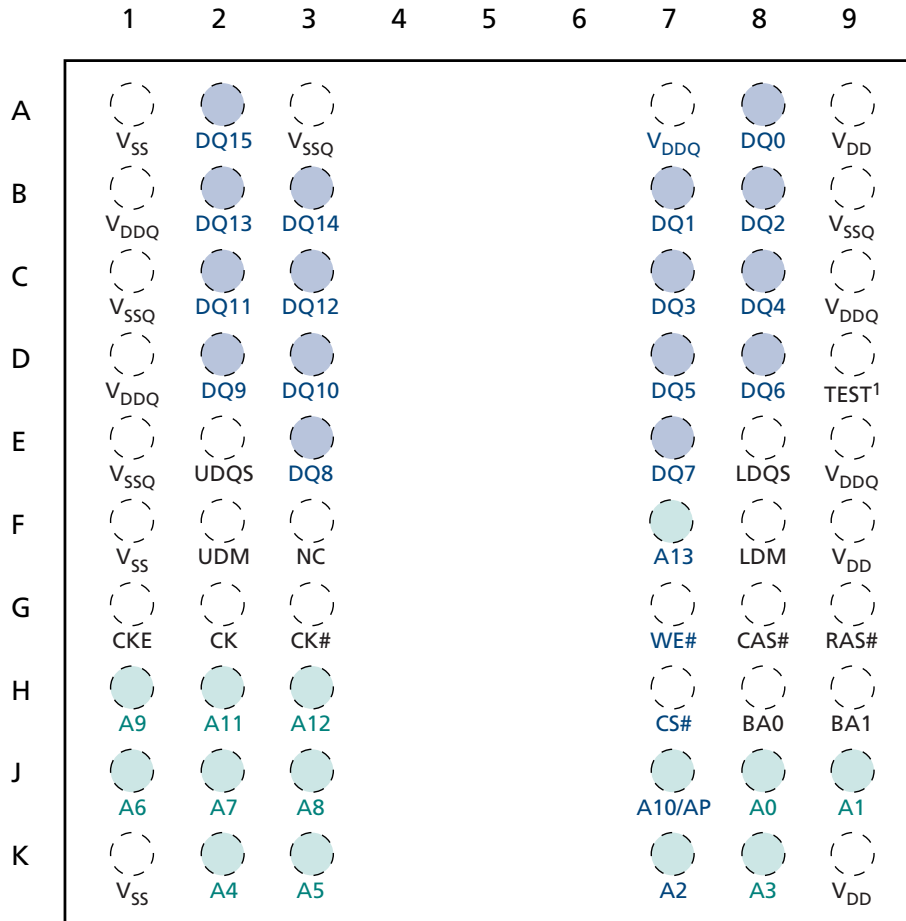 1 2 3 4 5 6 7 8 9
A
VSS DQ15 VSSQ VDDQ DQ0 VDD
B
VDDQ DQ13 DQ14 DQ1 DQ2 VSSQ
C
VSSQ DQ11 DQ12 DQ3 DQ4 VDDQ
D
VDDQ DQ9 DQ10 DQ5 DQ6 TEST1
E
VSSQ UDQS DQ8 DQ7 LDQS VDDQ
F
VSS UDM NC A13 LDM VDD
G
CKE CK CK# WE# CAS# RAS#
H
A9 A11 A12 CS# BA0 BA1
J
A6 A7 A8 A10/AP A0 A1
K
VSS A4 A5 A2 A3 VDD